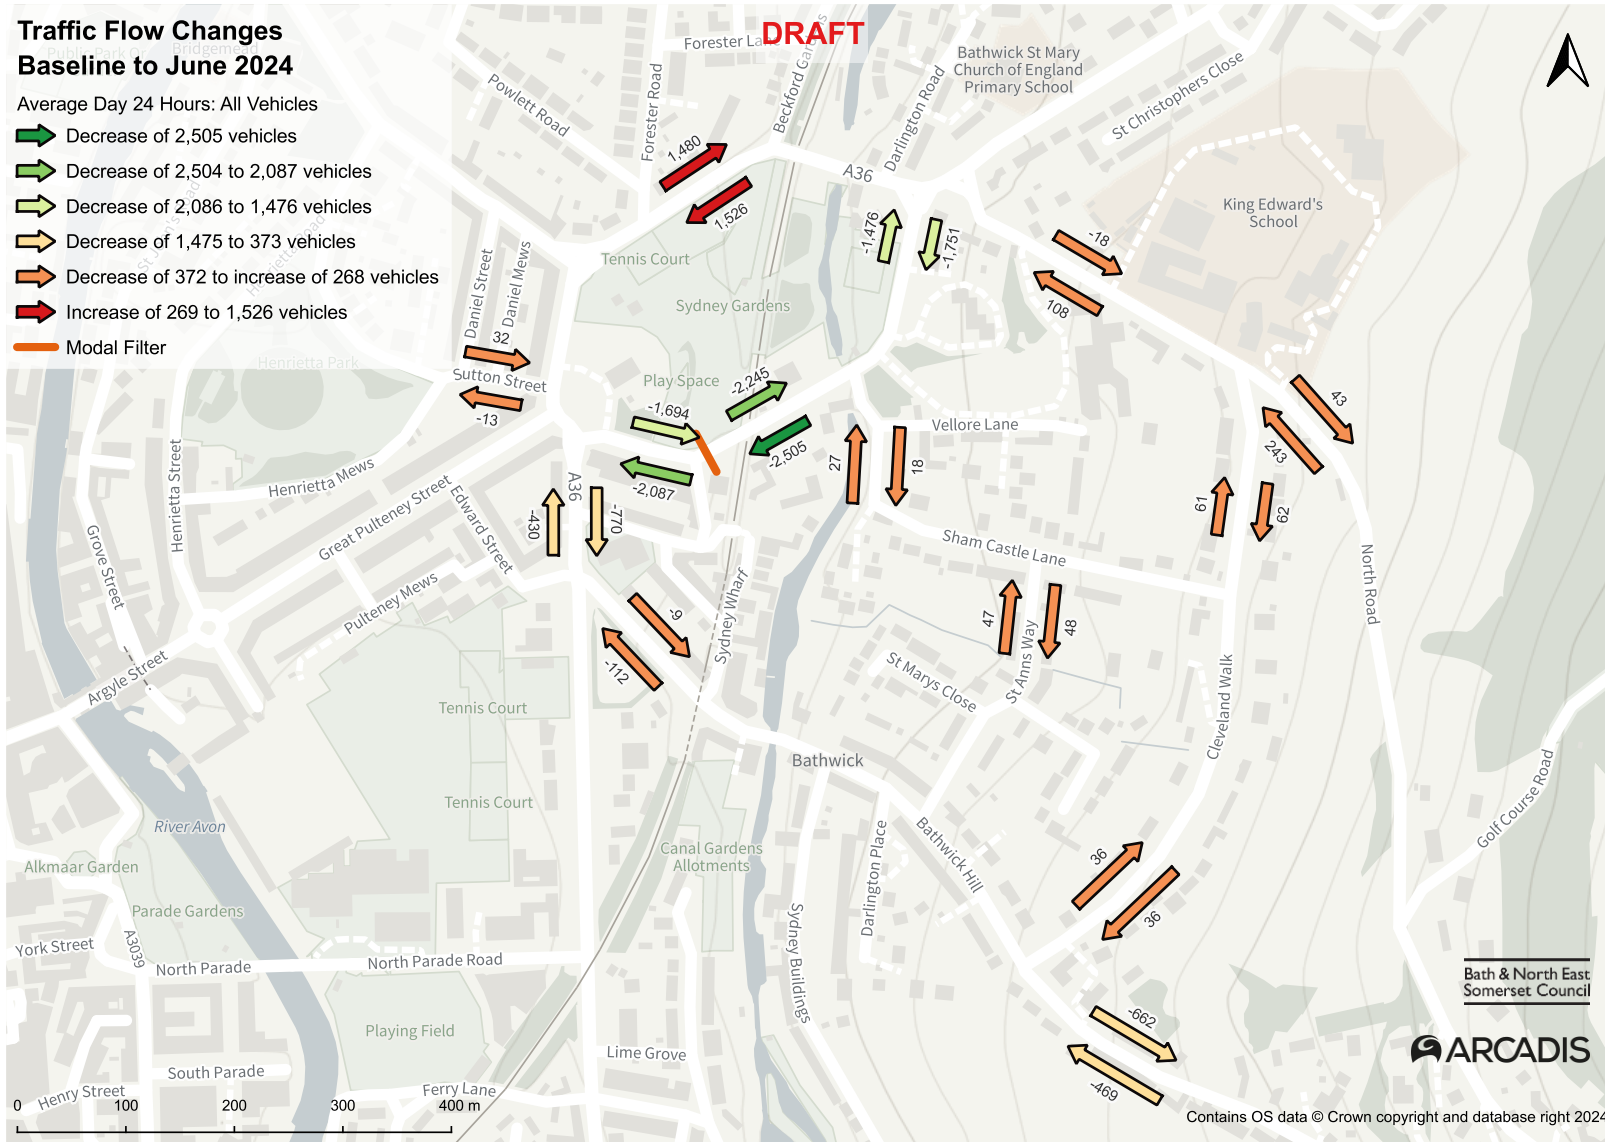 Traffic Flow Changes
Baseline to June 2024
Average Day 24 Hours: All Vehicles
Decrease of 2,505 vehicles
Decrease of 2,504 to 2,087 vehicles
Decrease of 2,086 to 1,476 vehicles
Decrease of 1,475 to 373 vehicles
Decrease of 372 to increase of 268 vehicles
Increase of 269 to 1,526 vehicles
Modal Filter
DRAFT
Public Park Or
Bridgemead
Henrietta Park
Powlett Road
Forester Road
Forester Lane
Beckford Gardens
Darlington Road
Bathwick St Mary
Church of England
Primary School
St Christophers Close
King Edward's
School
A36
1,480
1,526
-1,476
-1,751
-18
108
Tennis Court
Sydney Gardens
Play Space
Daniel Street
Daniel Mews
32
Sutton Street
-13
-1,694
-2,245
-2,505
-2,087
Vellore Lane
27
18
43
243
61
62
Henrietta Street
Henrietta Mews
Great Pulteney Street
Edward Street
Pulteney Mews
A36
-430
-770
Grove Street
Argyle Street
Sydney Wharf
-9
-112
Sham Castle Lane
47
48
St Anns Way
St Marys Close
North Road
Cleveland Walk
Golf Course Road
Tennis Court
Tennis Court
Bathwick
River Avon
Alkmaar Garden
Parade Gardens
Canal Gardens
Allotments
Darlington Place
Bathwick Hill
Sydney Buildings
36
36
York Street
A3039
North Parade
North Parade Road
Playing Field
South Parade
Henry Street
Lime Grove
Ferry Lane
-662
-469
0 100 200 300 400 m
Bath & North East
Somerset Council
ARCADIS
Contains OS data © Crown copyright and database right 2024